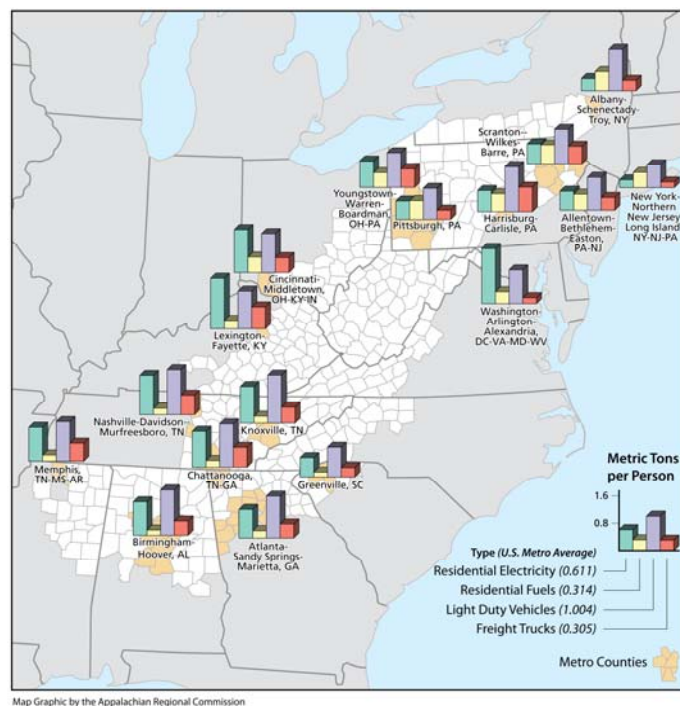 Albany-
Schenectady-
Troy, NY
Scranton--
Wilkes-
Barre, PA
Youngstown-
Warren-
Boardman,
OH-PA
Pittsburgh, PA
Harrisburg-
Carlisle, PA
Allentown-
Bethlehem-
Easton,
PA-NJ
New York-
Northern
New Jersey
Long Island
NY-NJ-PA
Cincinnati-
Middletown,
OH-KY-IN
Washington-
Arlington-
Alexandria,
DC-VA-MD-WV
Lexington-
Fayette, KY
Nashville-Davidson--
Murfreesboro, TN
Knoxville, TN
Memphis,
TN-MS-AR
Chattanooga,
TN-GA
Greenville, SC
Birmingham-
Hoover, AL
Atlanta-
Sandy Springs-
Marietta, GA
Metric Tons
per Person
1.6
0.8
Type (U.S. Metro Average)
Residential Electricity (0.611)
Residential Fuels (0.314)
Light Duty Vehicles (1.004)
Freight Trucks (0.305)
Metro Counties
Map Graphic by the Appalachian Regional Commission